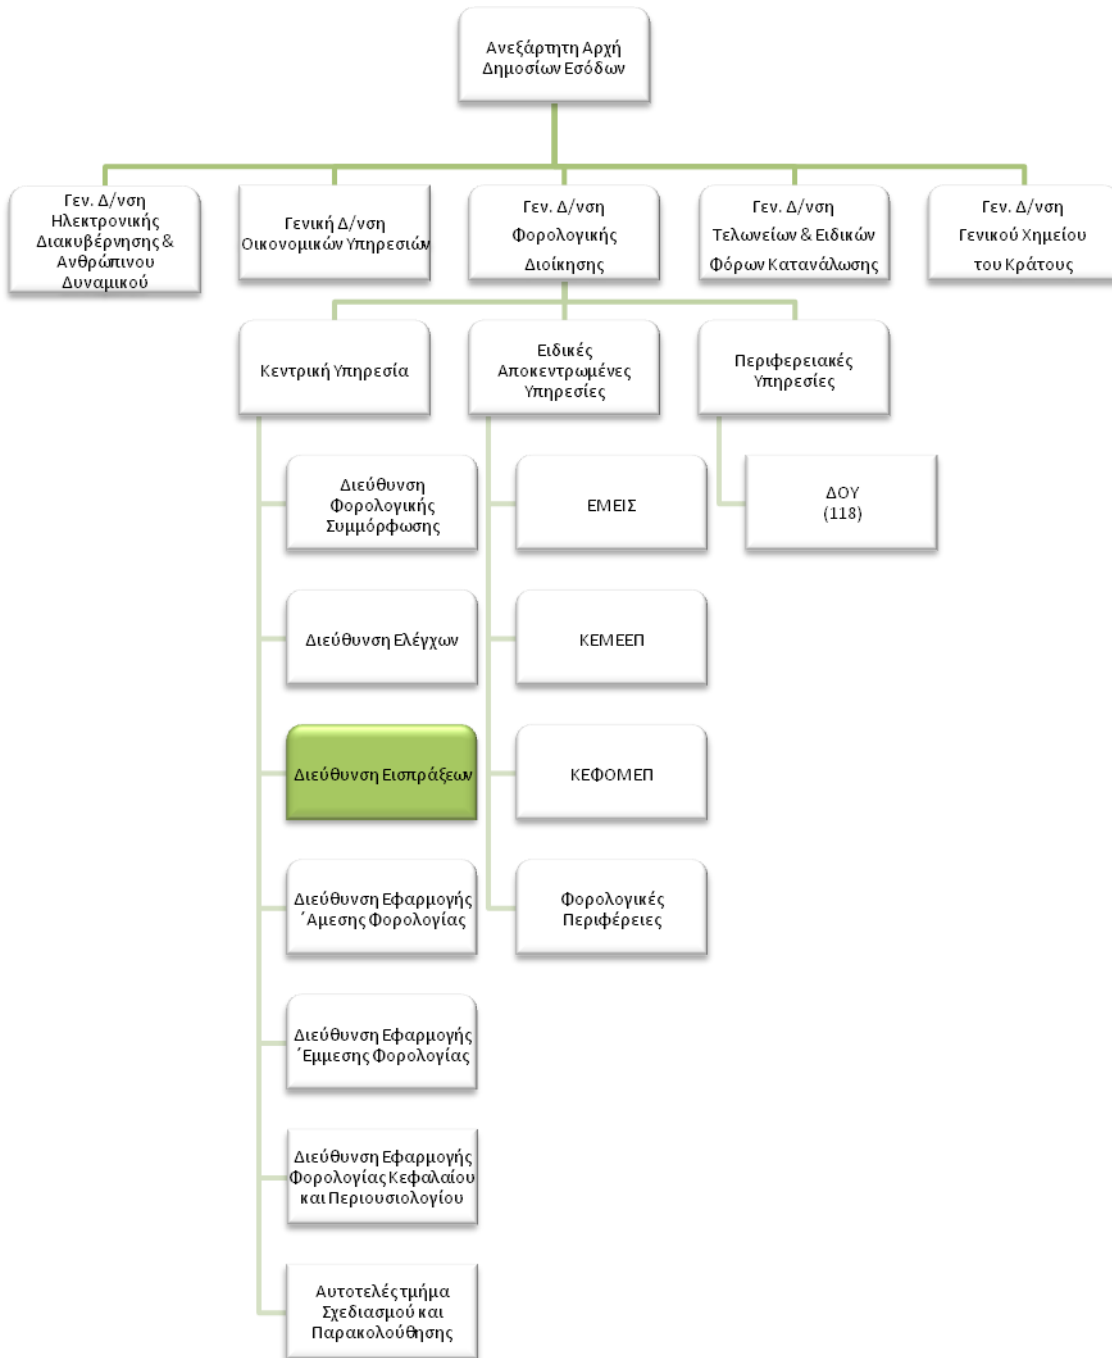 Ανεξάρτητη Αρχή
Δημοσίων Εσόδων
Γεν. Δ/νση
Ηλεκτρονικής
Διακυβέρνησης &
Ανθρώπινου
Δυναμικού
Γενική Δ/νση
Οικονομικών Υπηρεσιών
Γεν. Δ/νση
Φορολογικής
Διοίκησης
Γεν. Δ/νση
Τελωνείων & Ειδικών
Φόρων Κατανάλωσης
Γεν. Δ/νση
Γενικού Χημείου
του Κράτους
Κεντρική Υπηρεσία
Ειδικές
Αποκεντρωμένες
Υπηρεσίες
Περιφερειακές
Υπηρεσίες
Διεύθυνση
Φορολογικής
Συμμόρφωσης
ΕΜΕΙΣ
ΔΟΥ
(118)
Διεύθυνση Ελέγχων
ΚΕΜΕΕΠ
Διεύθυνση Εισπράξεων
ΚΕΦΟΜΕΠ
Διεύθυνση Εφαρμογής
΄Αμεσης Φορολογίας
Φορολογικές
Περιφέρειες
Διεύθυνση Εφαρμογής
΄Εμμεσης Φορολογίας
Διεύθυνση Εφαρμογής
Φορολογίας Κεφαλαίου
και Περιουσιολογίου
Αυτοτελές τμήμα
Σχεδιασμού και
Παρακολούθησης